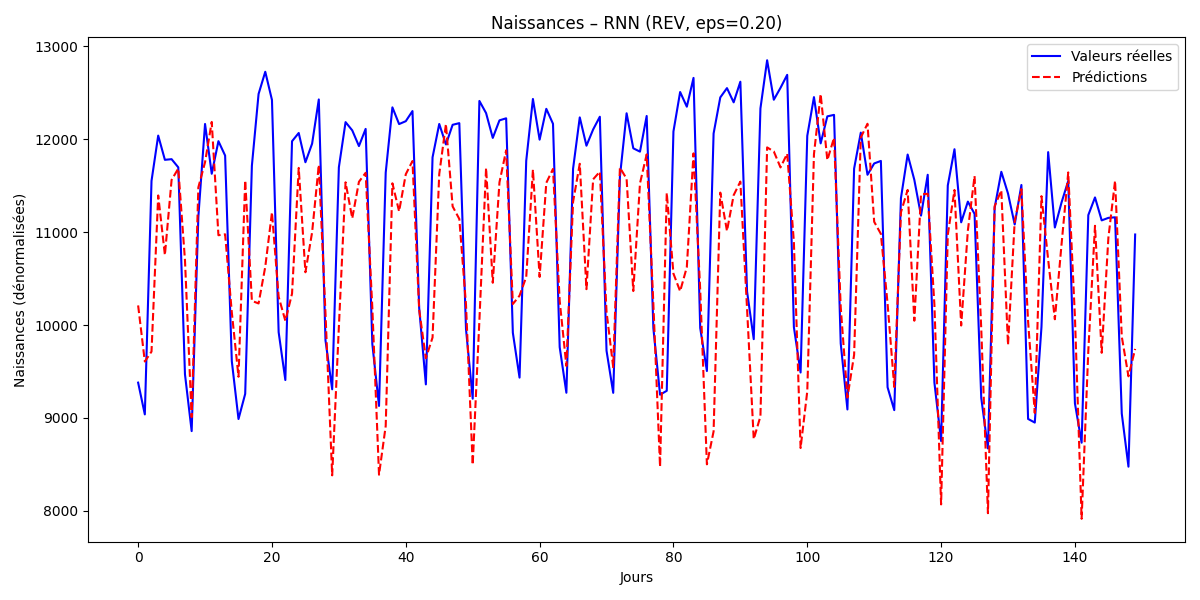 Naissances – RNN (REV, eps=0.20)
Valeurs réelles
Prédictions
Naissances (dénormalisées)
13000
12000
11000
10000
9000
8000
0 20 40 60 80 100 120 140
Jours